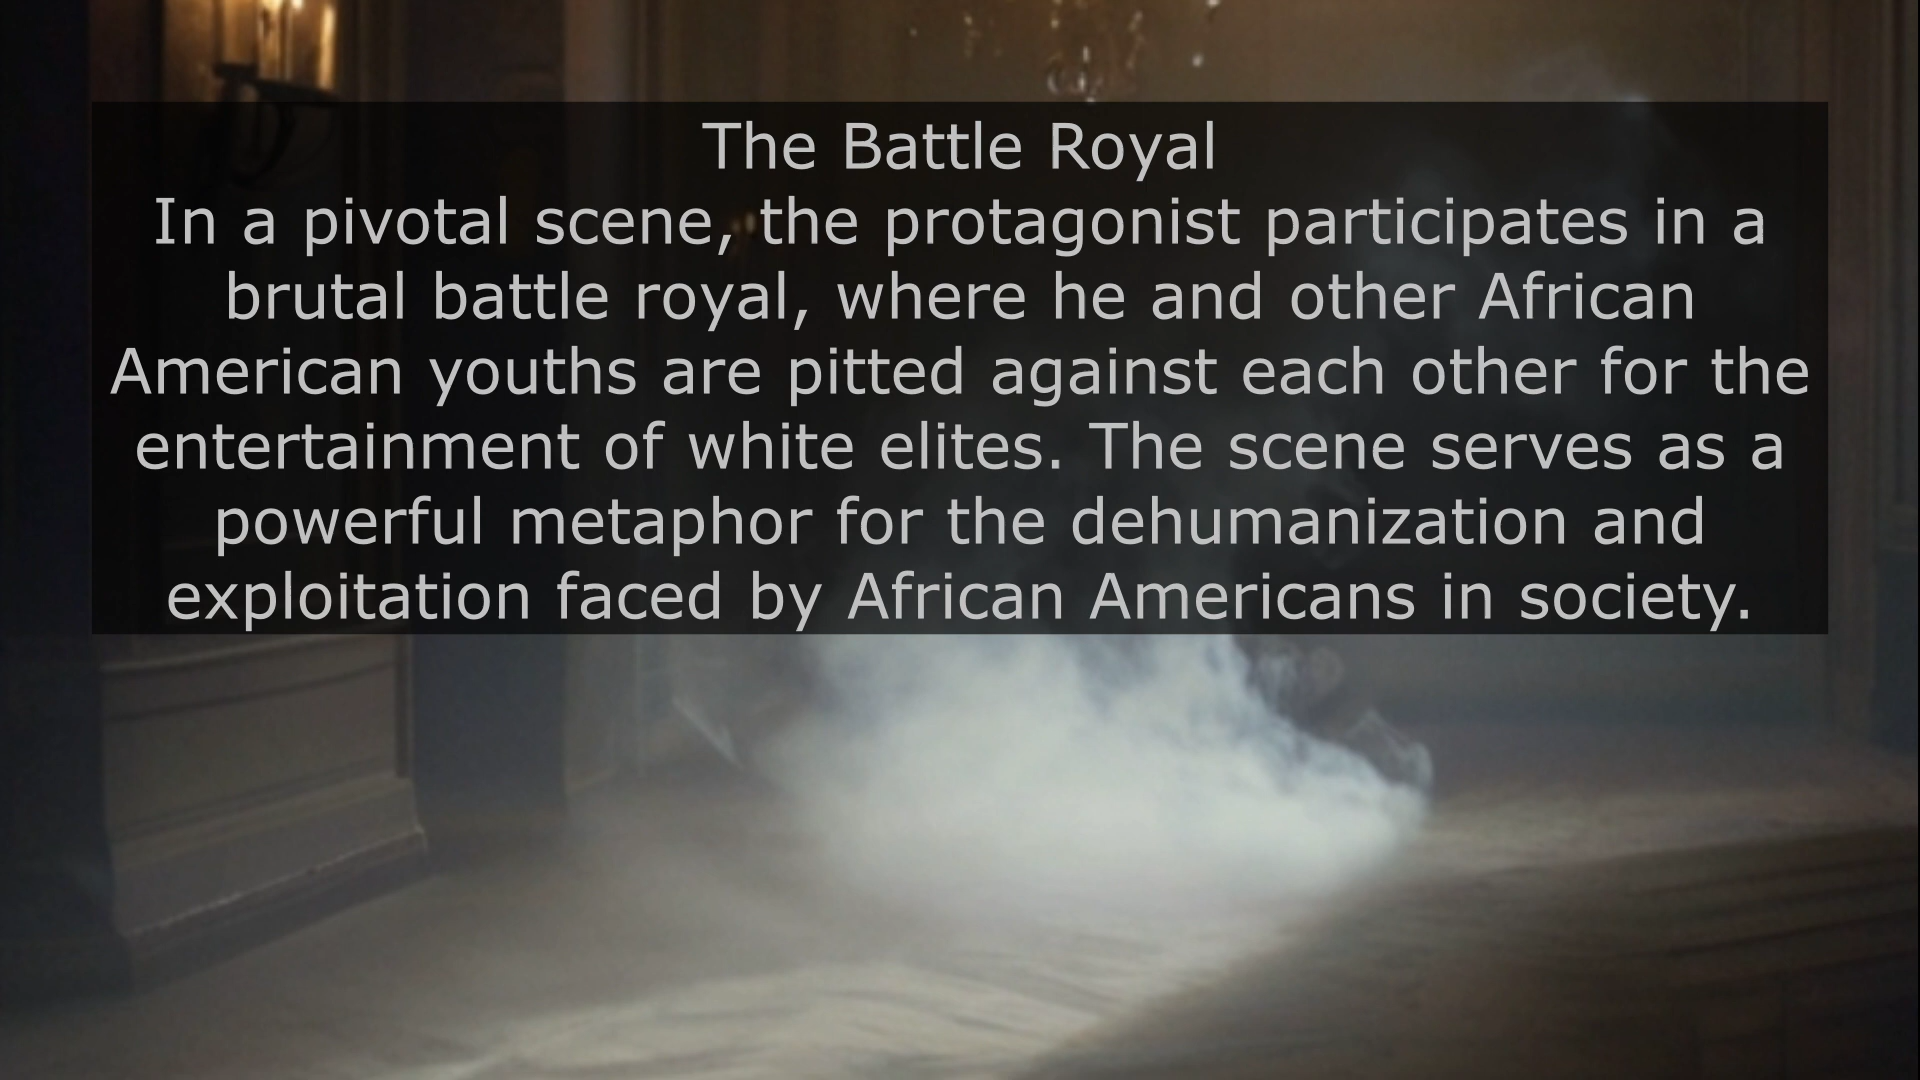 The Battle Royal
In a pivotal scene, the protagonist participates in a
brutal battle royal, where he and other African
American youths are pitted against each other for the
entertainment of white elites. The scene serves as a
powerful metaphor for the dehumanization and
exploitation faced by African Americans in society.